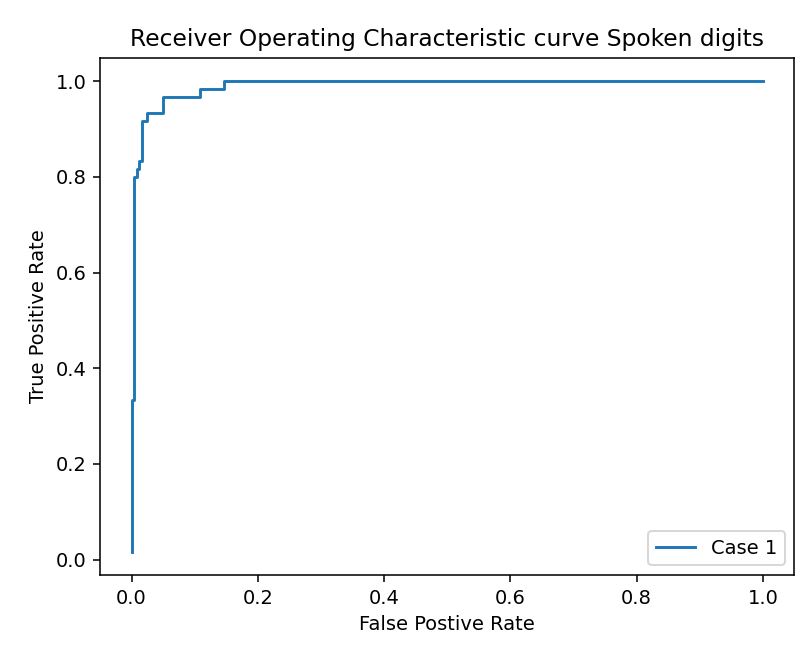 Receiver Operating Characteristic curve Spoken digits
1.0
0.8
0.6
0.4
0.2
0.0
True Positive Rate
Case 1
0.0 0.2 0.4 0.6 0.8 1.0
False Postive Rate